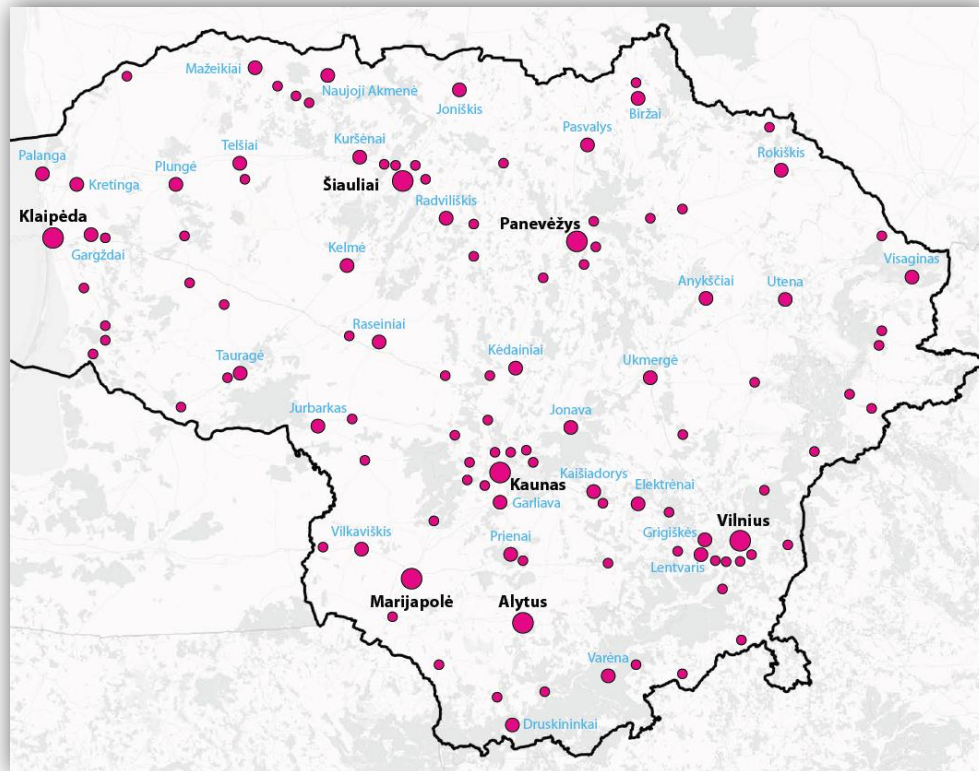 Mažeikiai
Naujoji Akmenė
Joniškis
Biržai
Pasvalys
Kuršėnai
Telšiai
Palanga
Plungė
Rokiškis
Kretinga
Šiauliai
Radviliškis
Klaipėda
Panevėžys
Gargždai
Kelmė
Visaginas
Anykščiai
Utena
Raseiniai
Kėdainiai
Ukmergė
Tauragė
Jurbarkas
Jonava
Kaišiadorys
Kaunas
Elektrėnai
Garliava
Vilnius
Vilkaviškis
Grigiškės
Prienai
Lentvaris
Marijapolė
Alytus
Varėna
Druskininkai